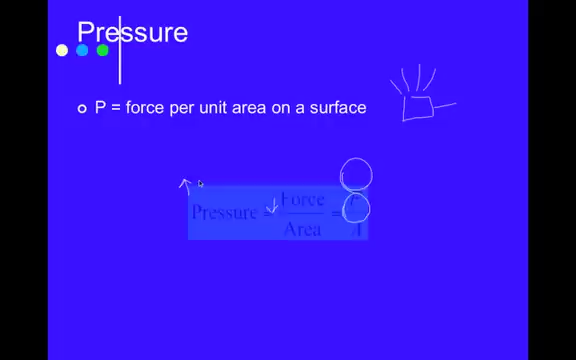 Pressure
P = force per unit area on a surface
Pressure = Force / Area = F / A